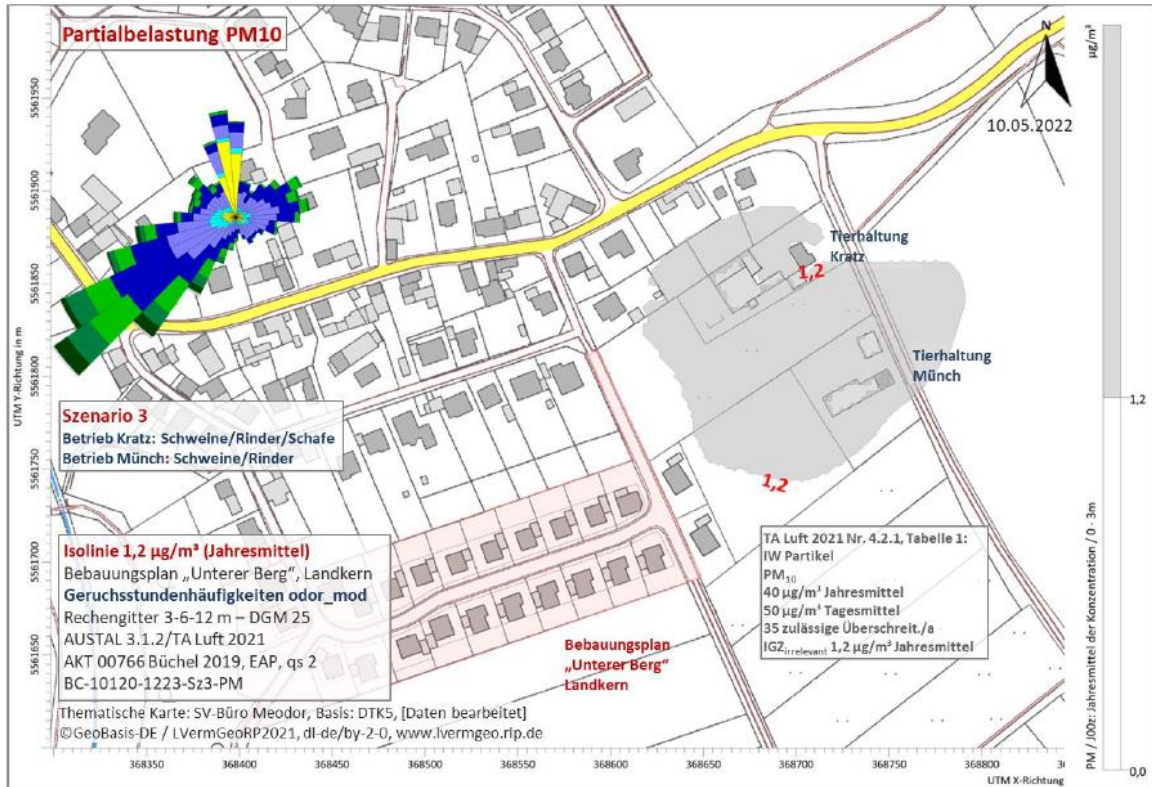 Partialbelastung PM10
µg/m³
N
10.05.2022
UTM Y-Richtung in m
5561950
5561900
5561850
5561800
5561750
5561700
5561650
Tierhaltung
Kratz
1,2
Tierhaltung
Münch
1,2
1,2
Szenario 3
Betrieb Kratz: Schweine/Rinder/Schafe
Betrieb Münch: Schweine/Rinder
Isolinie 1,2 µg/m³ (Jahresmittel)
Bebauungsplan „Unterer Berg", Landkern
Geruchsstundenhäufigkeiten odor_mod
Rechengitter 3-6-12 m – DGM 25
AUSTAL 3.1.2/TA Luft 2021
AKT 00766 Büchel 2019, EAP, qs 2
BC-10120-1223-Sz3-PM
TA Luft 2021 Nr. 4.2.1, Tabelle 1:
IW Partikel
PM10
40 µg/m³ Jahresmittel
50 µg/m³ Tagesmittel
35 zulässige Überschreit./a
IGZirrelevant 1,2 µg/m³ Jahresmittel
Bebauungsplan
„Unterer Berg"
Landkern
Thematische Karte: SV-Büro Meodor, Basis: DTK5, [Daten bearbeitet]
©GeoBasis-DE / LVermGeoRP2021, dl-de/by-2-0, www.lvermgeo.rlp.de
PM / J00z: Jahresmittel der Konzentration / 0 - 3m
0,0
368350 368400 368450 368500 368550 368600 368650 368700 368750 368800
UTM X-Richtung